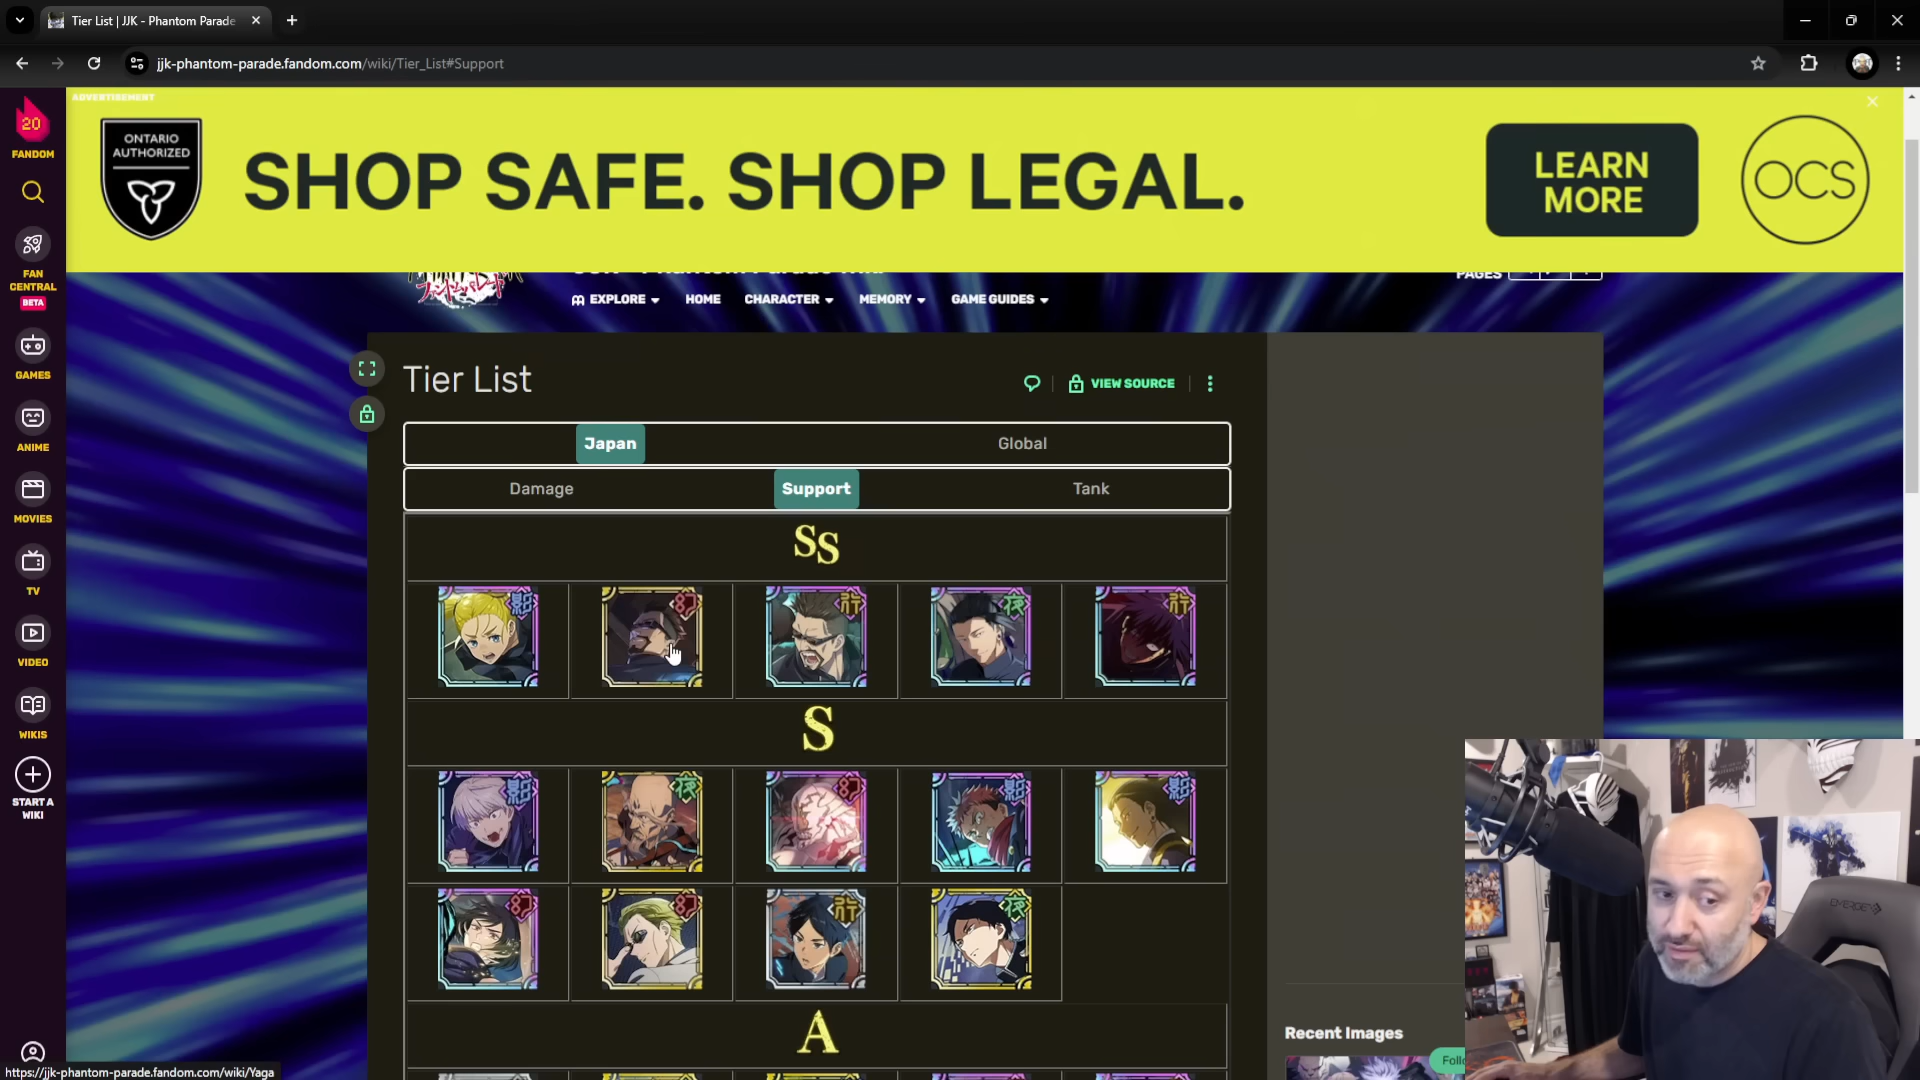 Tier List | JJK - Phantom Parade
jjk-phantom-parade.fandom.com/wiki/Tier_List#Support
ADVERTISEMENT
ONTARIO
AUTHORIZED
SHOP SAFE. SHOP LEGAL.
LEARN
MORE
OCS
20
FANDOM
FAN
CENTRAL
BETA
GAMES
ANIME
MOVIES
TV
VIDEO
WIKIS
START A
WIKI
PAGES
EXPLORE
HOME
CHARACTER
MEMORY
GAME GUIDES
Tier List
VIEW SOURCE
Japan
Global
Damage
Support
Tank
SS
S
A
Recent Images
Follo
https://jjk-phantom-parade.fandom.com/wiki/Yaga